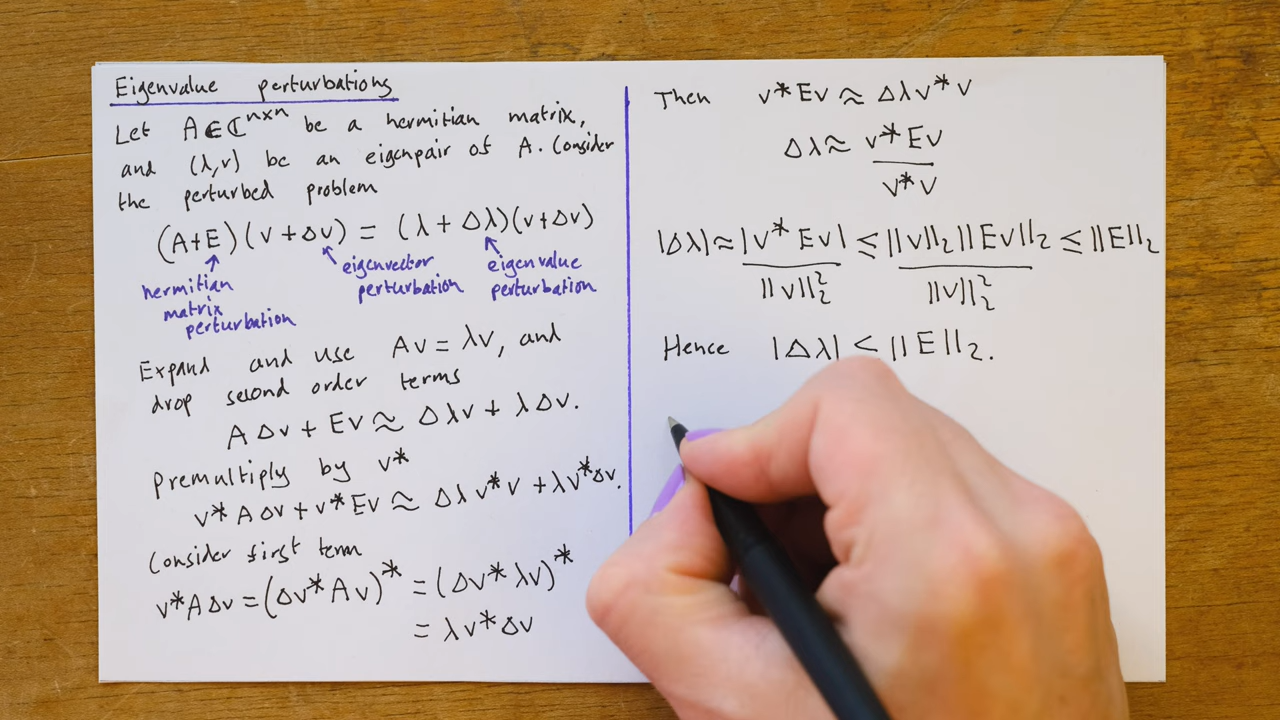 Eigenvalue perturbations
Let A∈ℂⁿˣⁿ be a hermitian matrix,
and (λ,v) be an eigenpair of A. Consider
the perturbed problem
(A+E)(v+Δv) = (λ+Δλ)(v+Δv)
hermitian
matrix
perturbation
eigenvector
perturbation
eigenvalue
perturbation
Expand and use Av = λv, and
drop second order terms
AΔv + Ev ≈ Δλv + λΔv.
Premultiply by v*
v*AΔv + v*Ev ≈ Δλv*v + λv*Δv.
Consider first term
v*AΔv = (Δv*Av)* = (Δv*λv)*
= λv*Δv
Then v*Ev ≈ Δλv*v
Δλ ≈ v*Ev / v*v
|Δλ| ≈ |v*Ev| / ||v||₂² ≤ ||v||₂||Ev||₂ / ||v||₂² ≤ ||E||₂
Hence |Δλ| ≤ ||E||₂.